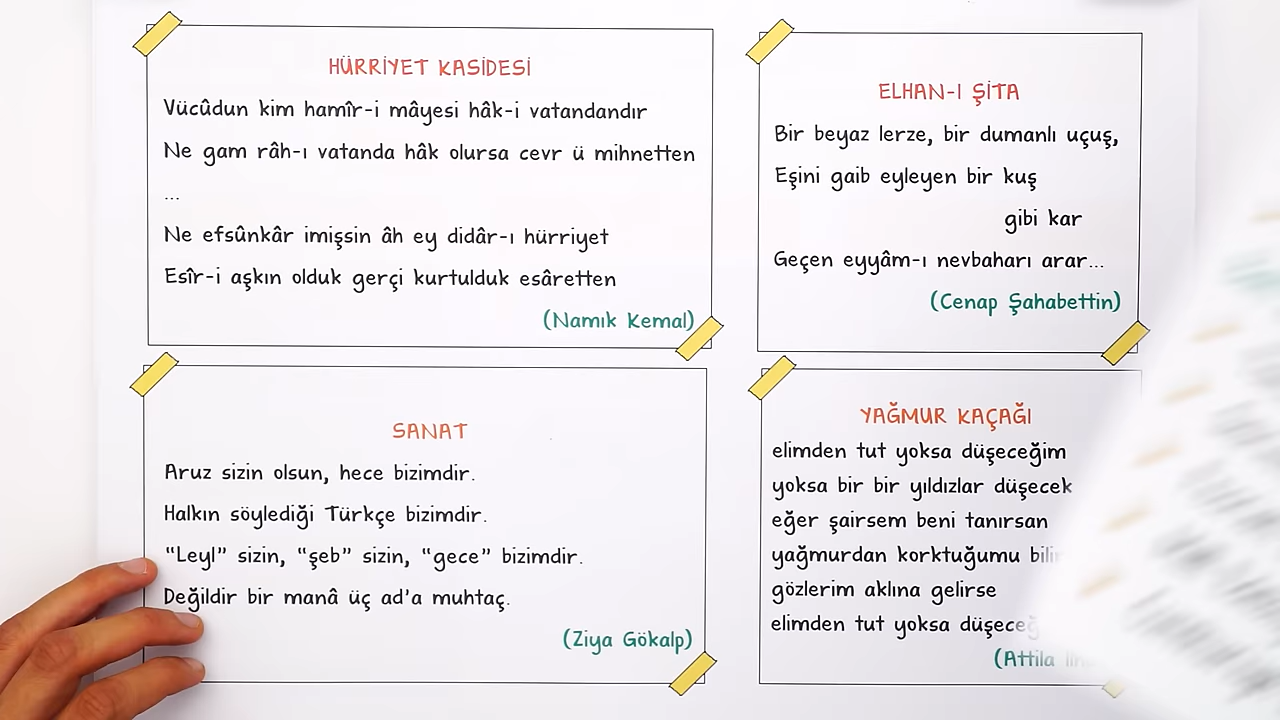 HÜRRİYET KASİDESİ
Vücûdun kim hamîr-i mâyesi hâk-i vatandandır
Ne gam râh-ı vatanda hâk olursa cevr ü mihnetten
...
Ne efsûnkâr imişsin âh ey didâr-ı hürriyet
Esîr-i aşkın olduk gerçi kurtulduk esâretten
(Namık Kemal)
ELHAN-I ŞİTA
Bir beyaz lerze, bir dumanlı uçuş,
Eşini gaib eyleyen bir kuş
gibi kar
Geçen eyyâm-ı nevbaharı arar...
(Cenap Şahabettin)
SANAT
Aruz sizin olsun, hece bizimdir.
Halkın söylediği Türkçe bizimdir.
"Leyl" sizin, "şeb" sizin, "gece" bizimdir.
Değildir bir manâ üç ad'a muhtaç.
(Ziya Gökalp)
YAĞMUR KAÇAĞI
elimden tut yoksa düşeceğim
yoksa bir bir yıldızlar düşecek
eğer şairsem beni tanırsan
yağmurdan korktuğumu
gözlerim aklına gelirse
elimden tut yoksa
(Attila